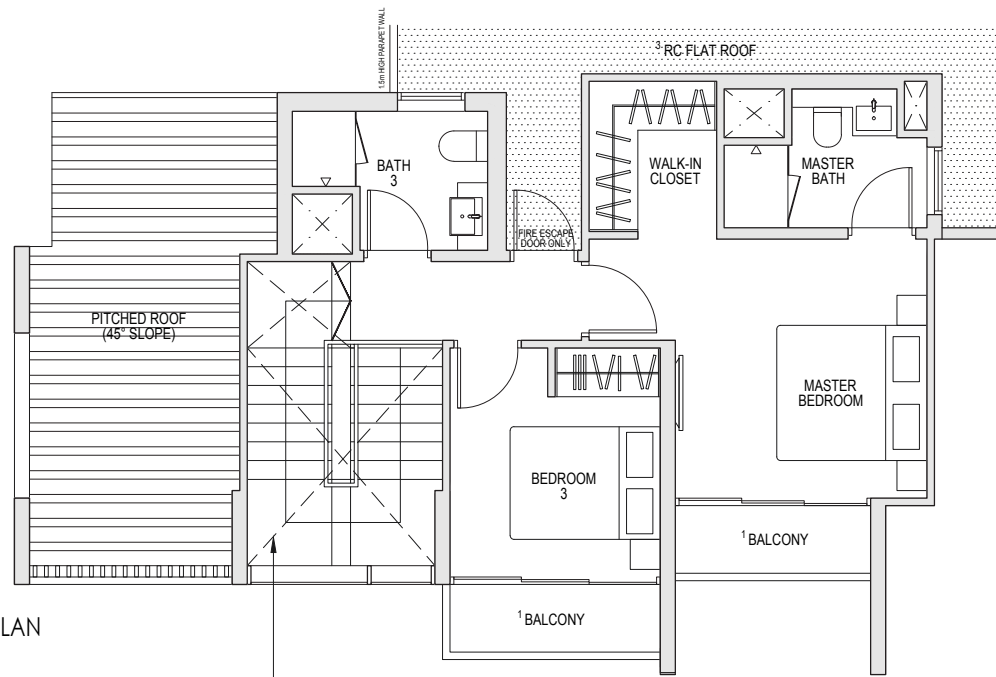 1.5m HIGH PARAPET WALL
3 RC FLAT ROOF
BATH
3
WALK-IN
CLOSET
MASTER
BATH
FIRE ESCAPE
DOOR ONLY
PITCHED ROOF
(45° SLOPE)
MASTER
BEDROOM
BEDROOM
3
1 BALCONY
1 BALCONY
LAN